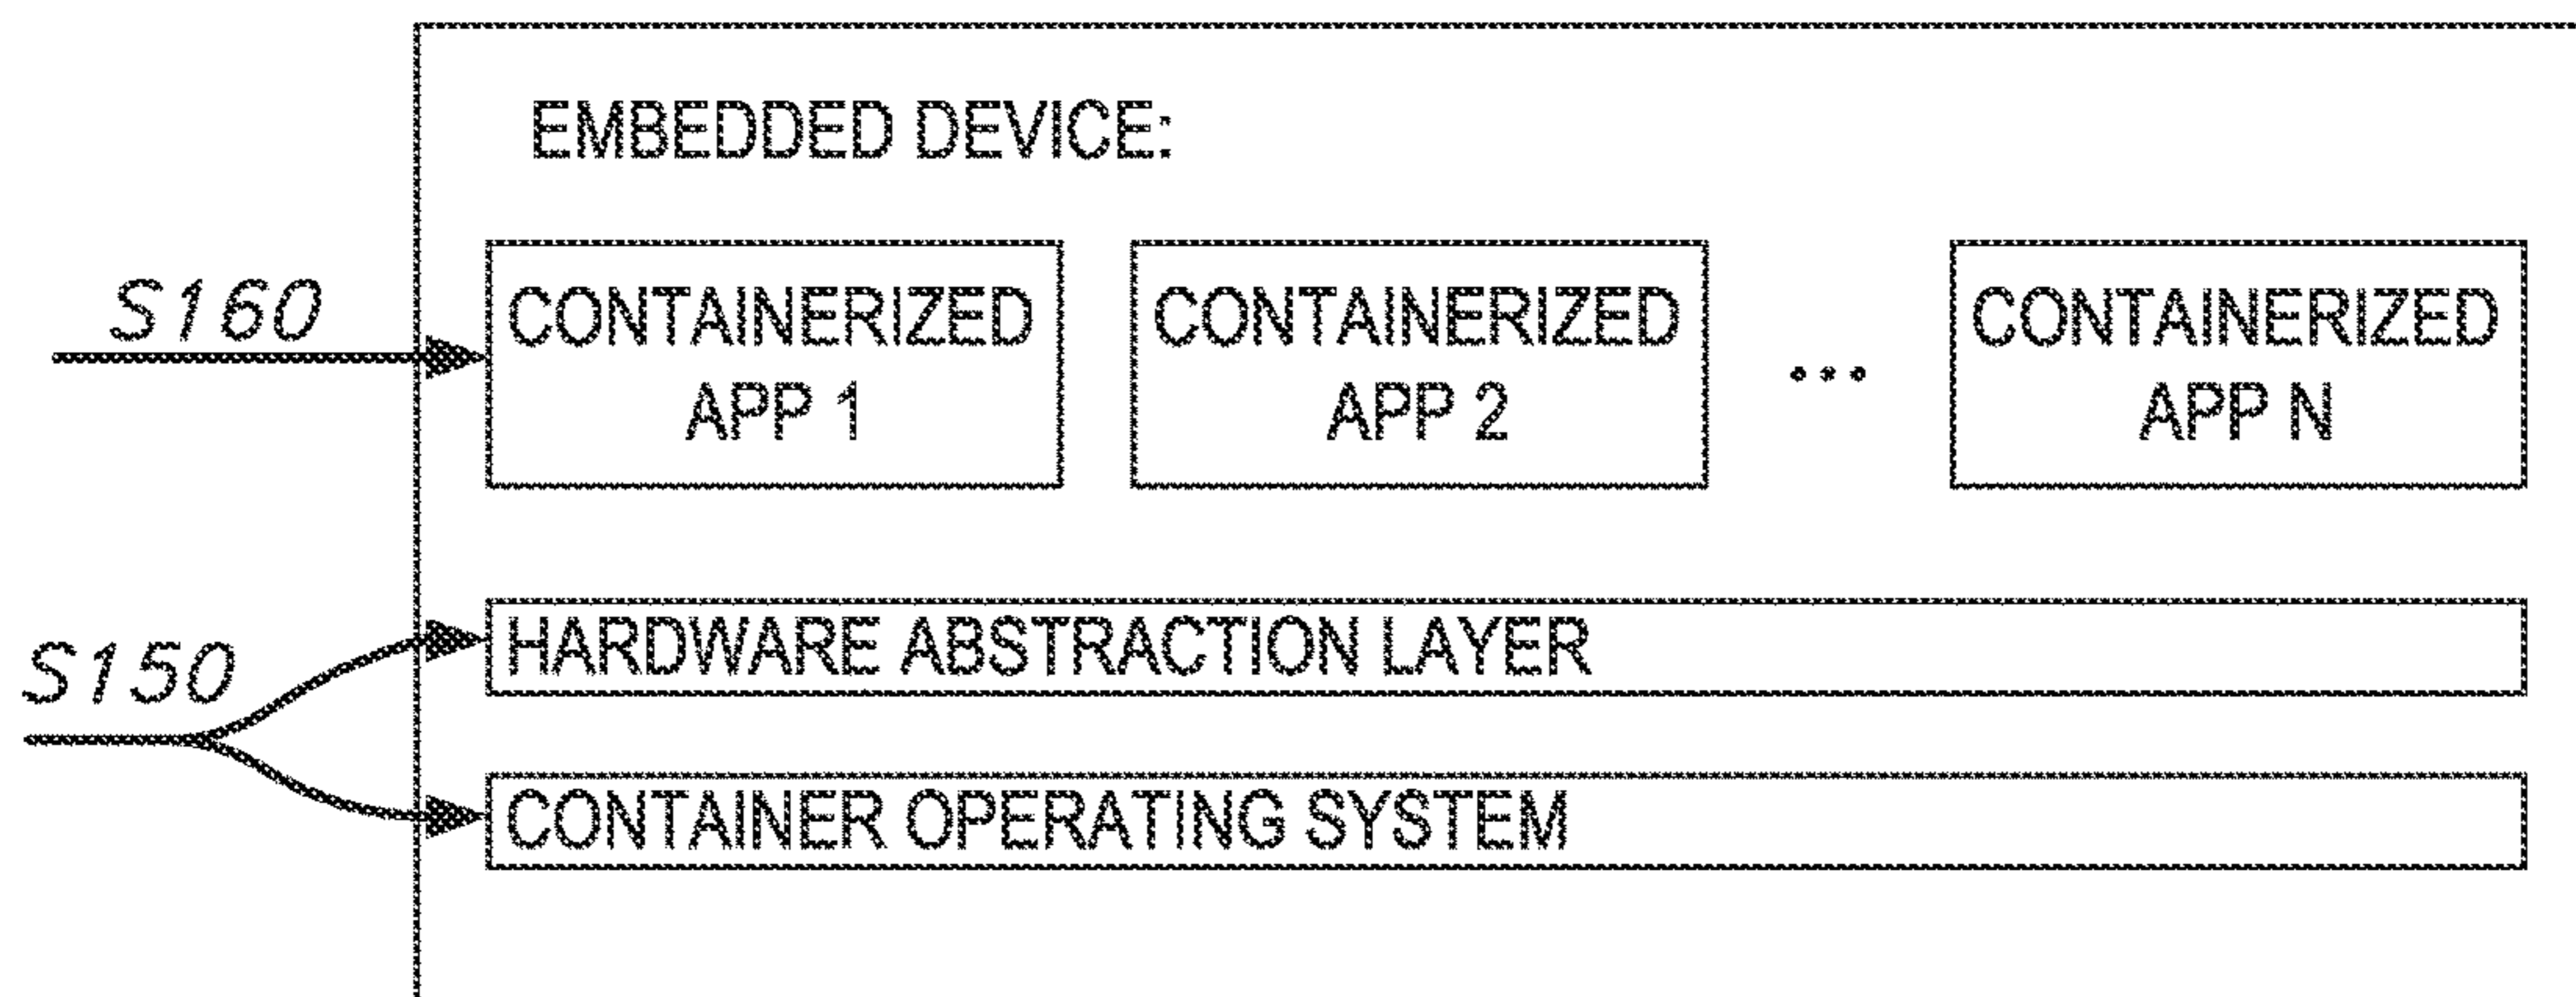 EMBEDDED DEVICE:
S160
CONTAINERIZED
APP 1
CONTAINERIZED
APP 2
...
CONTAINERIZED
APP N
S150
HARDWARE ABSTRACTION LAYER
CONTAINER OPERATING SYSTEM